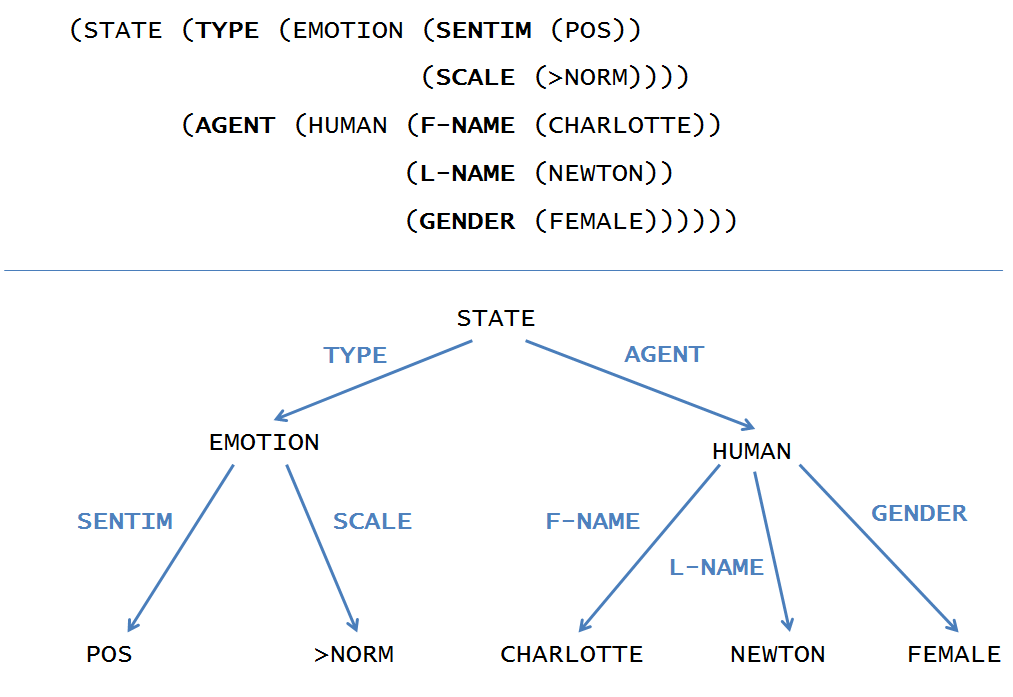 (STATE (TYPE (EMOTION (SENTIM (POS))
(SCALE (>NORM))))
(AGENT (HUMAN (F-NAME (CHARLOTTE))
(L-NAME (NEWTON))
(GENDER (FEMALE))))))
STATE
TYPE AGENT
EMOTION HUMAN
SENTIM SCALE F-NAME GENDER
L-NAME
POS >NORM CHARLOTTE NEWTON FEMALE